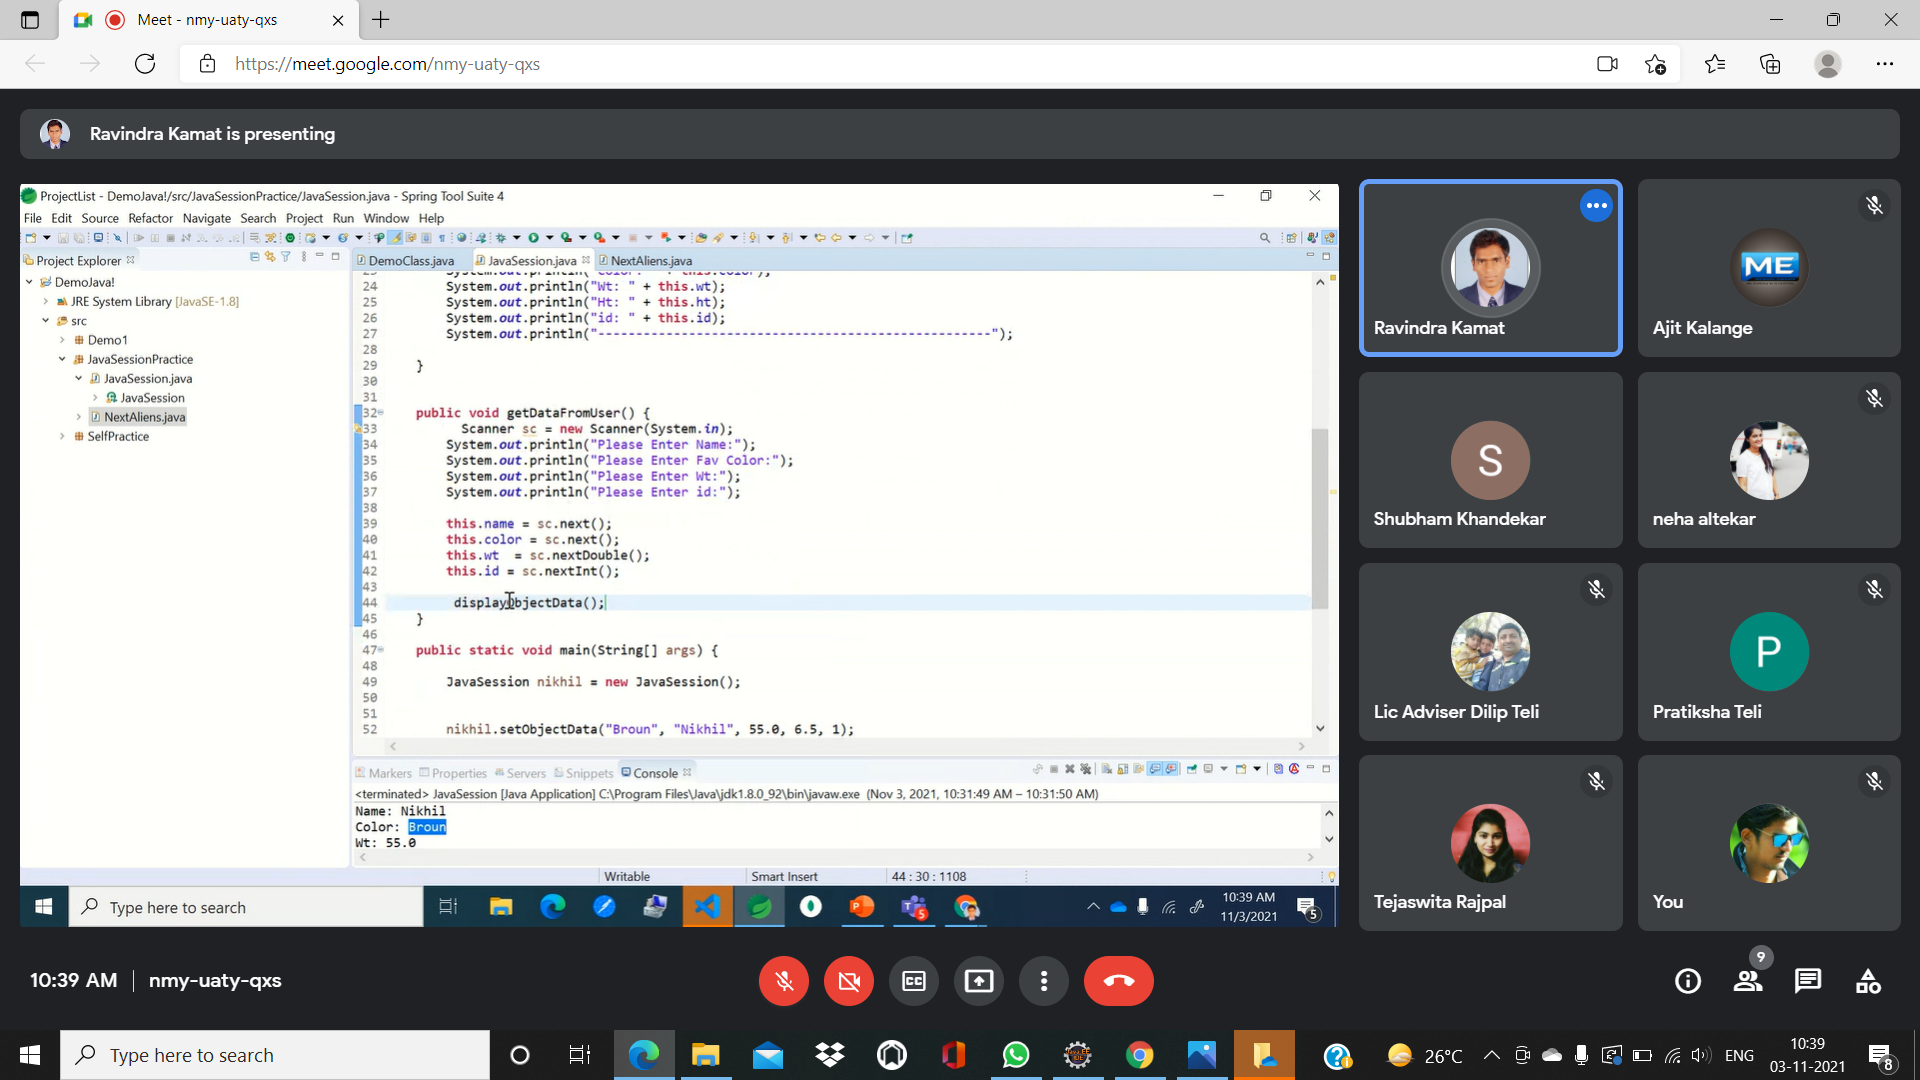 Meet - nmy-uaty-qxs
https://meet.google.com/nmy-uaty-qxs
Ravindra Kamat is presenting
ProjectList - DemoJava!/src/JavaSessionPractice/JavaSession.java - Spring Tool Suite 4
File Edit Source Refactor Navigate Search Project Run Window Help
Project Explorer
DemoJava!
JRE System Library [JavaSE-1.8]
src
Demo1
JavaSessionPractice
JavaSession.java
JavaSession
NextAliens.java
SelfPractice
DemoClass.java JavaSession.java NextAliens.java
23 System.out.println("Color: " + this.color);
24 System.out.println("Wt: " + this.wt);
25 System.out.println("Ht: " + this.ht);
26 System.out.println("id: " + this.id);
27 System.out.println("----------------------------------------------------");
28
29 }
30
31
32 public void getDataFromUser() {
33 Scanner sc = new Scanner(System.in);
34 System.out.println("Please Enter Name:");
35 System.out.println("Please Enter Fav Color:");
36 System.out.println("Please Enter Wt:");
37 System.out.println("Please Enter id:");
38
39 this.name = sc.next();
40 this.color = sc.next();
41 this.wt = sc.nextDouble();
42 this.id = sc.nextInt();
43
44 displayObjectData();
45 }
46
47 public static void main(String[] args) {
48
49 JavaSession nikhil = new JavaSession();
50
51
52 nikhil.setObjectData("Broun", "Nikhil", 55.0, 6.5, 1);
Markers Properties Servers Snippets Console
<terminated> JavaSession [Java Application] C:\Program Files\Java\jdk1.8.0_92\bin\javaw.exe (Nov 3, 2021, 10:31:49 AM – 10:31:50 AM)
Name: Nikhil
Color: Broun
Wt: 55.0
Writable Smart Insert 44 : 30 : 1108
Type here to search
10:39 AM
11/3/2021
5
5
Ravindra Kamat
ME
Ajit Kalange
S
Shubham Khandekar
neha altekar
Lic Adviser Dilip Teli
P
Pratiksha Teli
Tejaswita Rajpal
You
10:39 AM | nmy-uaty-qxs
CC
9
Type here to search
26°C
ENG
10:39
03-11-2021
8